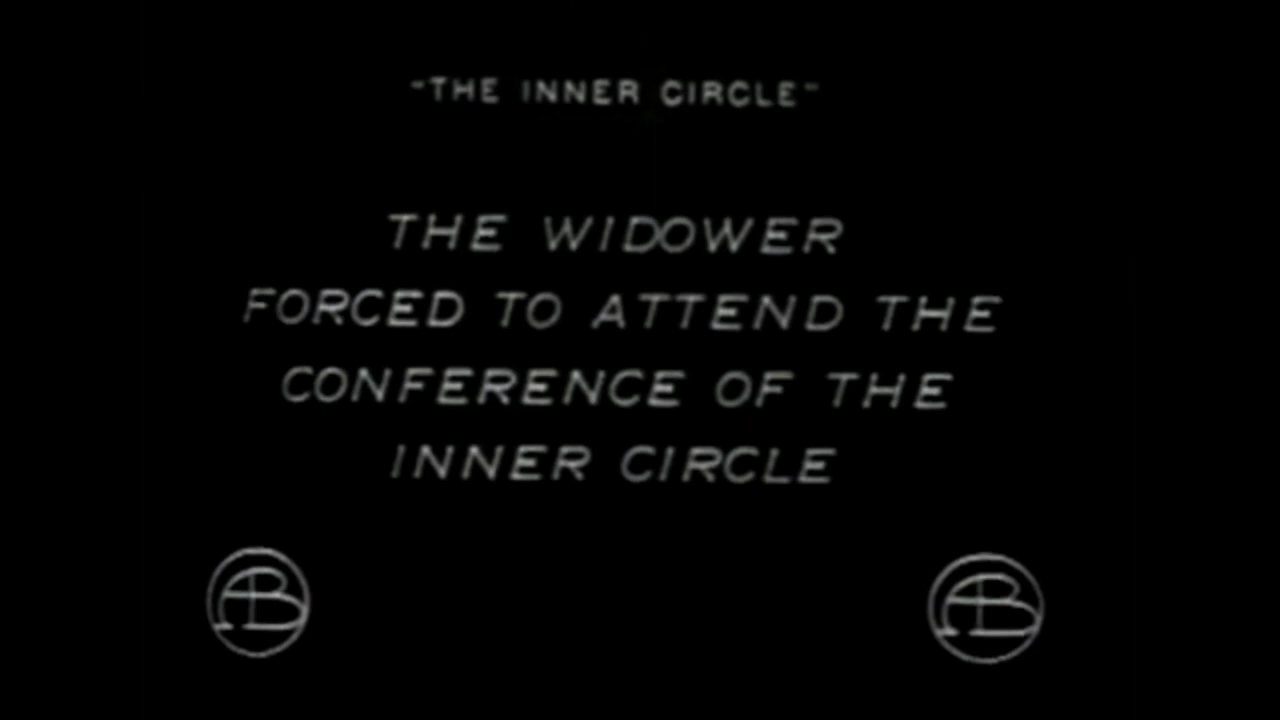 "THE INNER CIRCLE"
THE WIDOWER
FORCED TO ATTEND THE
CONFERENCE OF THE
INNER CIRCLE
AB AB